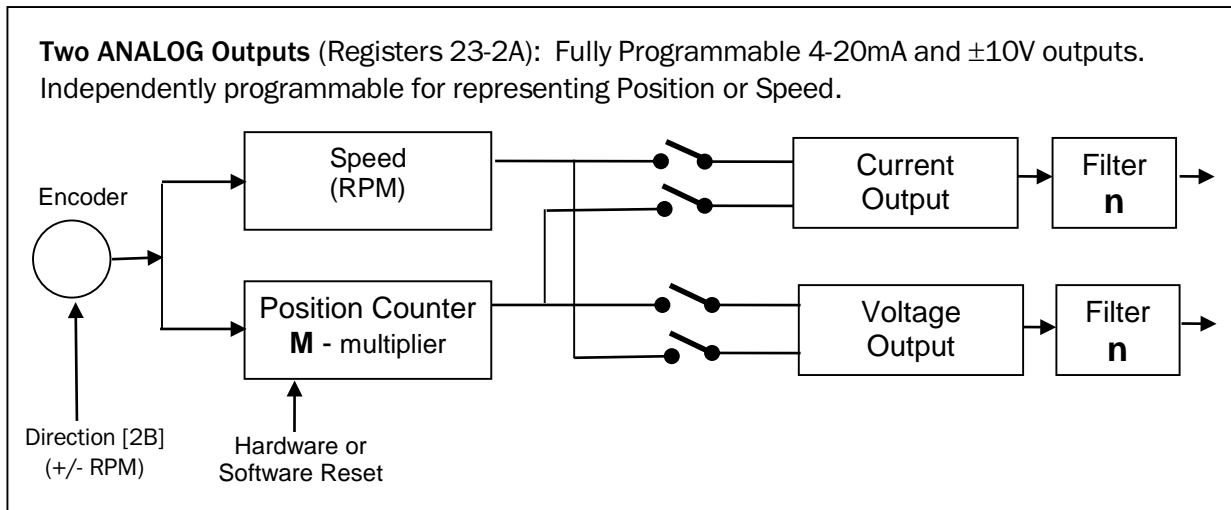 Two ANALOG Outputs (Registers 23-2A): Fully Programmable 4-20mA and ±10V outputs.
Independently programmable for representing Position or Speed.
Speed
(RPM)
Current
Output
Filter
n
Encoder
Position Counter
M - multiplier
Voltage
Output
Filter
n
Direction [2B]
(+/- RPM)
Hardware or
Software Reset